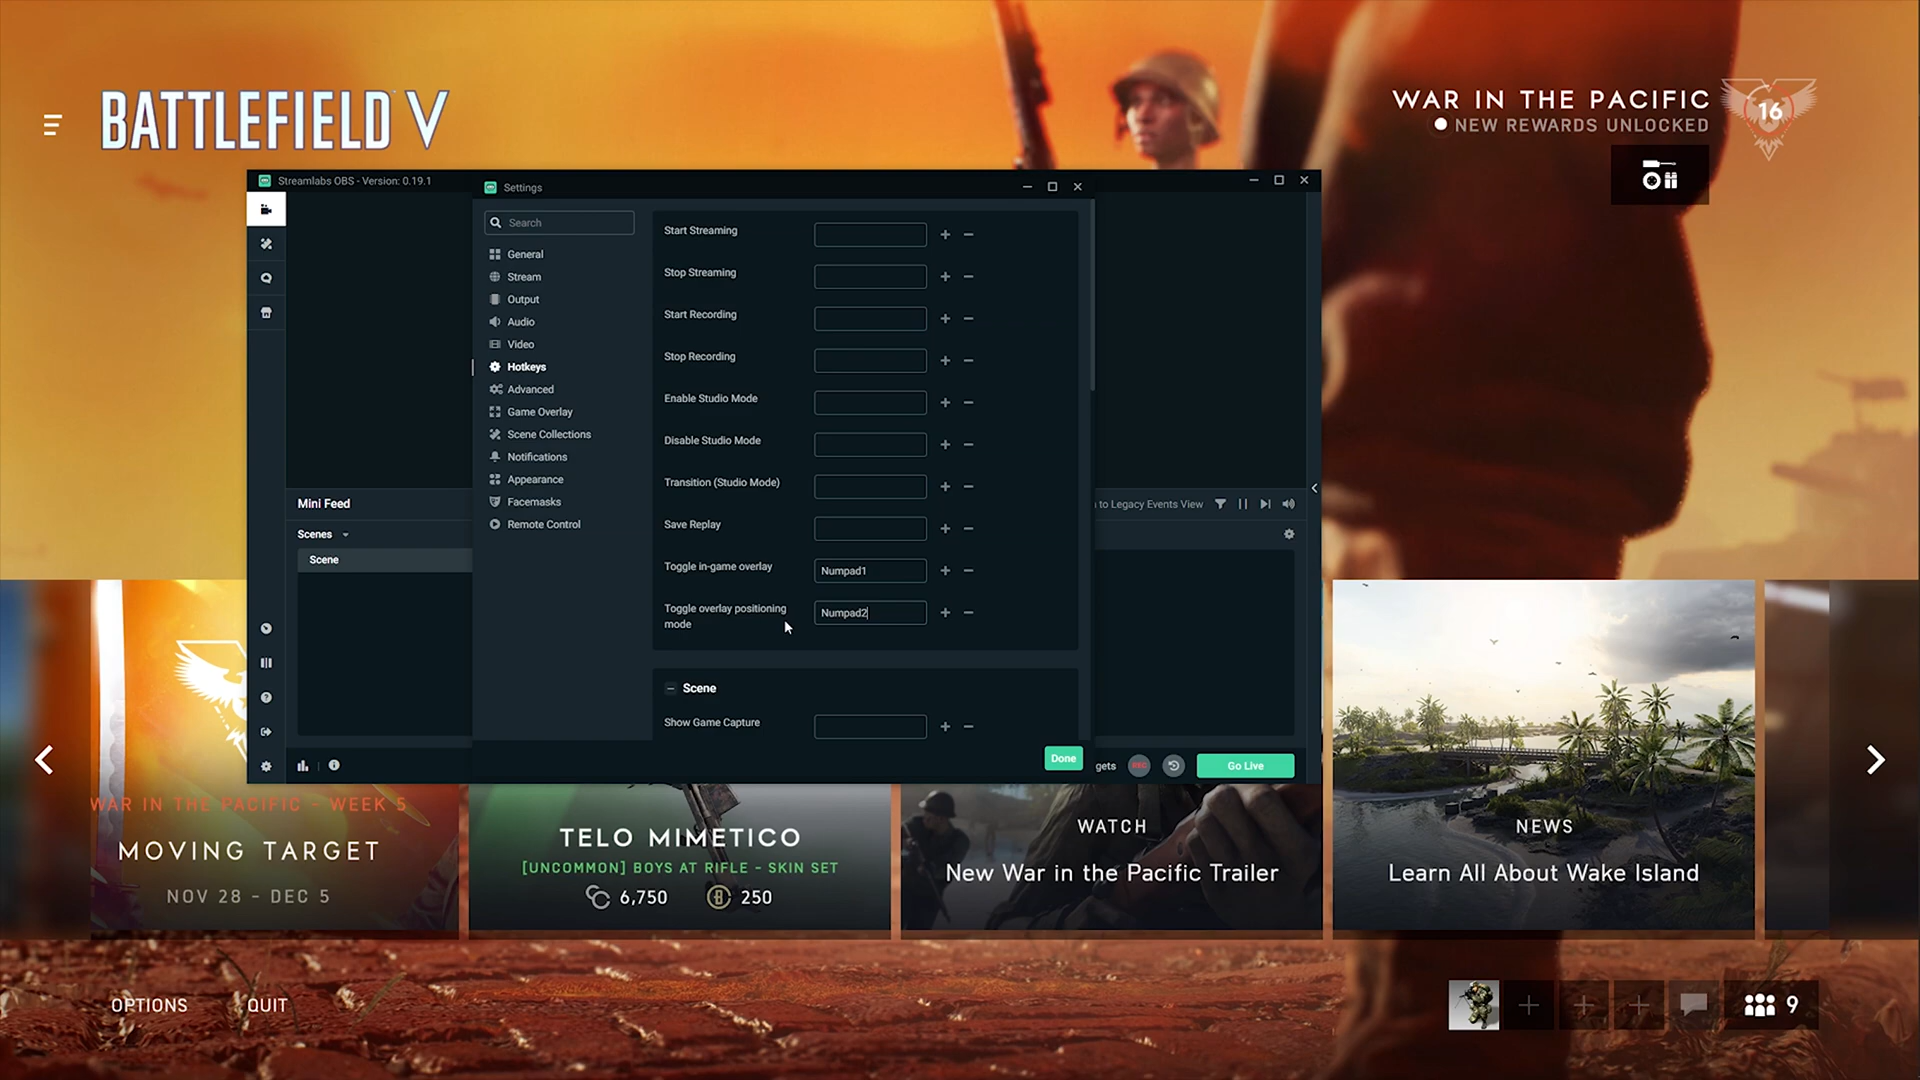 BATTLEFIELD V
WAR IN THE PACIFIC
NEW REWARDS UNLOCKED
16
Streamlabs OBS - Version: 0.19.1
Settings
Search
General
Stream
Output
Audio
Video
Hotkeys
Advanced
Game Overlay
Scene Collections
Notifications
Appearance
Facemasks
Remote Control
Start Streaming
Stop Streaming
Start Recording
Stop Recording
Enable Studio Mode
Disable Studio Mode
Transition (Studio Mode)
Save Replay
Toggle in-game overlay
Numpad1
Toggle overlay positioning
mode
Numpad2
Scene
Show Game Capture
Done
Mini Feed
to Legacy Events View
Scenes
Scene
gets
REC
Go Live
WAR IN THE PACIFIC - WEEK 5
MOVING TARGET
NOV 28 - DEC 5
TELO MIMETICO
[UNCOMMON] BOYS AT RIFLE - SKIN SET
6,750
250
WATCH
New War in the Pacific Trailer
NEWS
Learn All About Wake Island
OPTIONS
QUIT
9